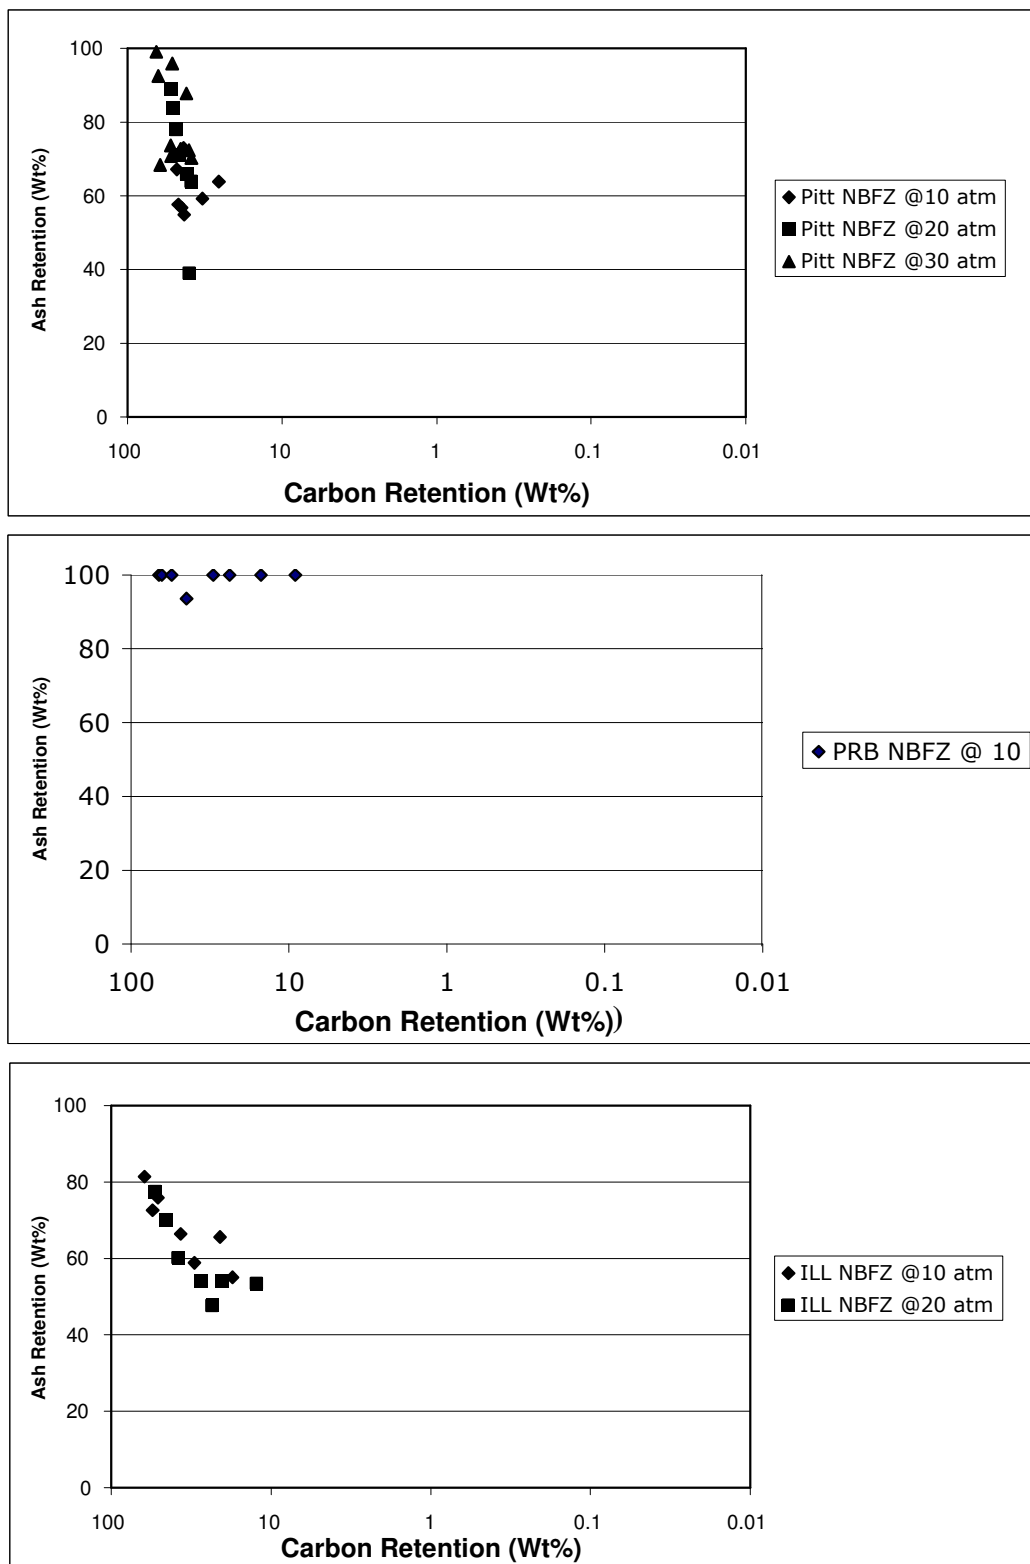 100
80
60
40
20
0
Ash Retention (Wt%)
100 10 1 0.1 0.01
Carbon Retention (Wt%)
Pitt NBFZ @10 atm
Pitt NBFZ @20 atm
Pitt NBFZ @30 atm
100
80
60
40
20
0
Ash Retention (Wt%)
100 10 1 0.1 0.01
Carbon Retention (Wt%))
PRB NBFZ @ 10
100
80
60
40
20
0
Ash Retention (Wt%)
100 10 1 0.1 0.01
Carbon Retention (Wt%)
ILL NBFZ @10 atm
ILL NBFZ @20 atm